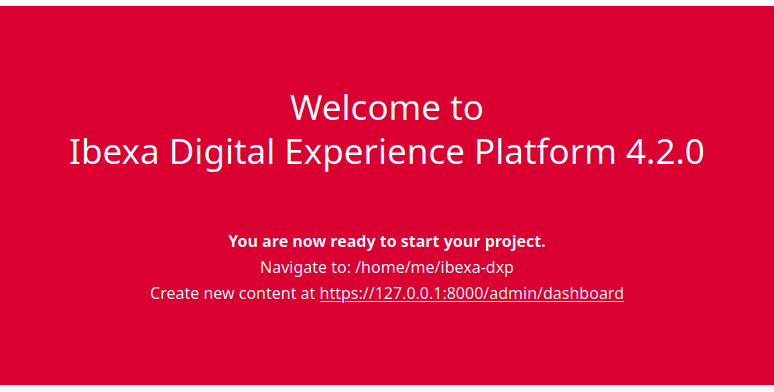 Welcome to
Ibexa Digital Experience Platform 4.2.0
You are now ready to start your project.
Navigate to: /home/me/ibexa-dxp
Create new content at https://127.0.0.1:8000/admin/dashboard